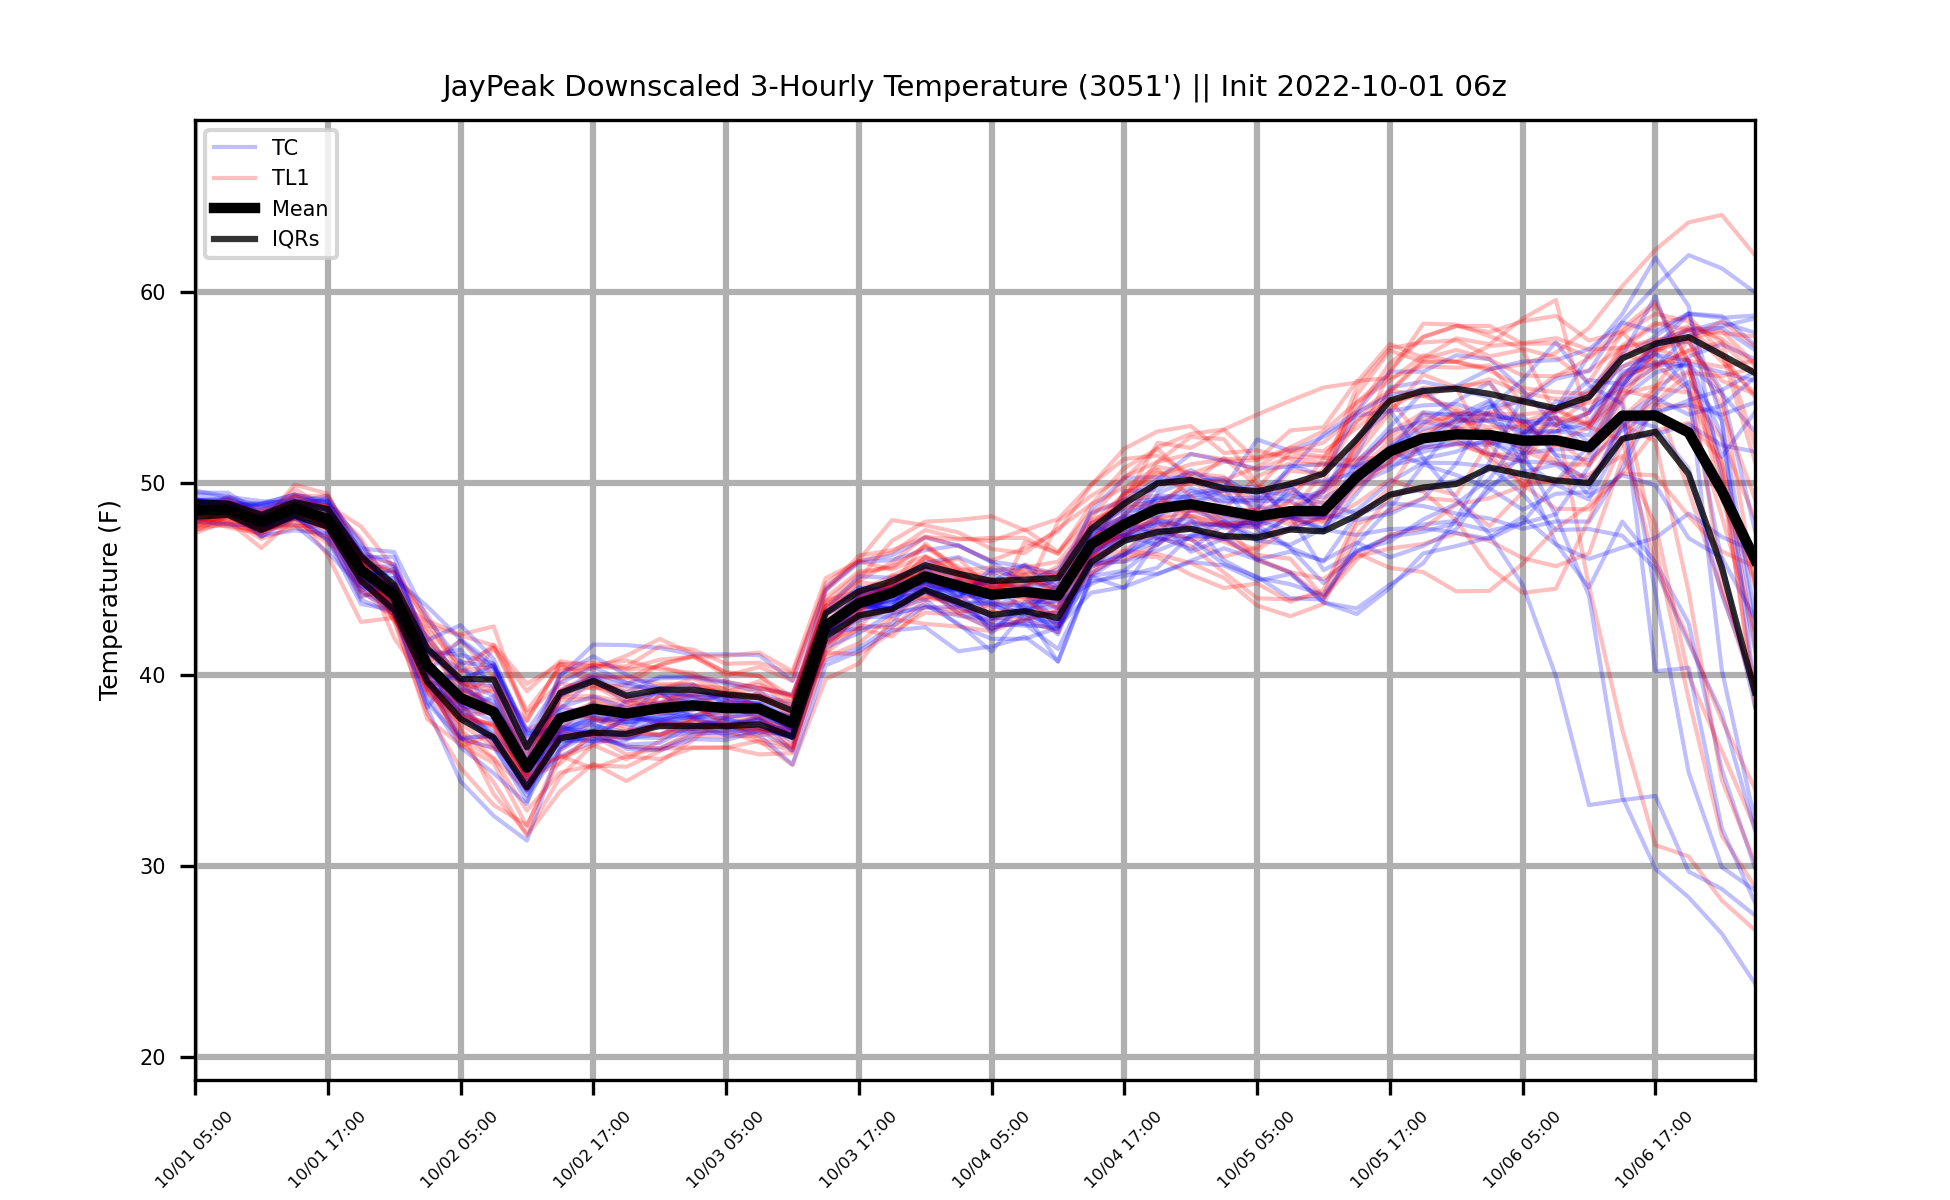 JayPeak Downscaled 3-Hourly Temperature (3051') || Init 2022-10-01 06z
TC
TL1
Mean
IQRs
Temperature (F)
60
50
40
30
20
10/01 05:00
10/01 17:00
10/02 05:00
10/02 17:00
10/03 05:00
10/03 17:00
10/04 05:00
10/04 17:00
10/05 05:00
10/05 17:00
10/06 05:00
10/06 17:00